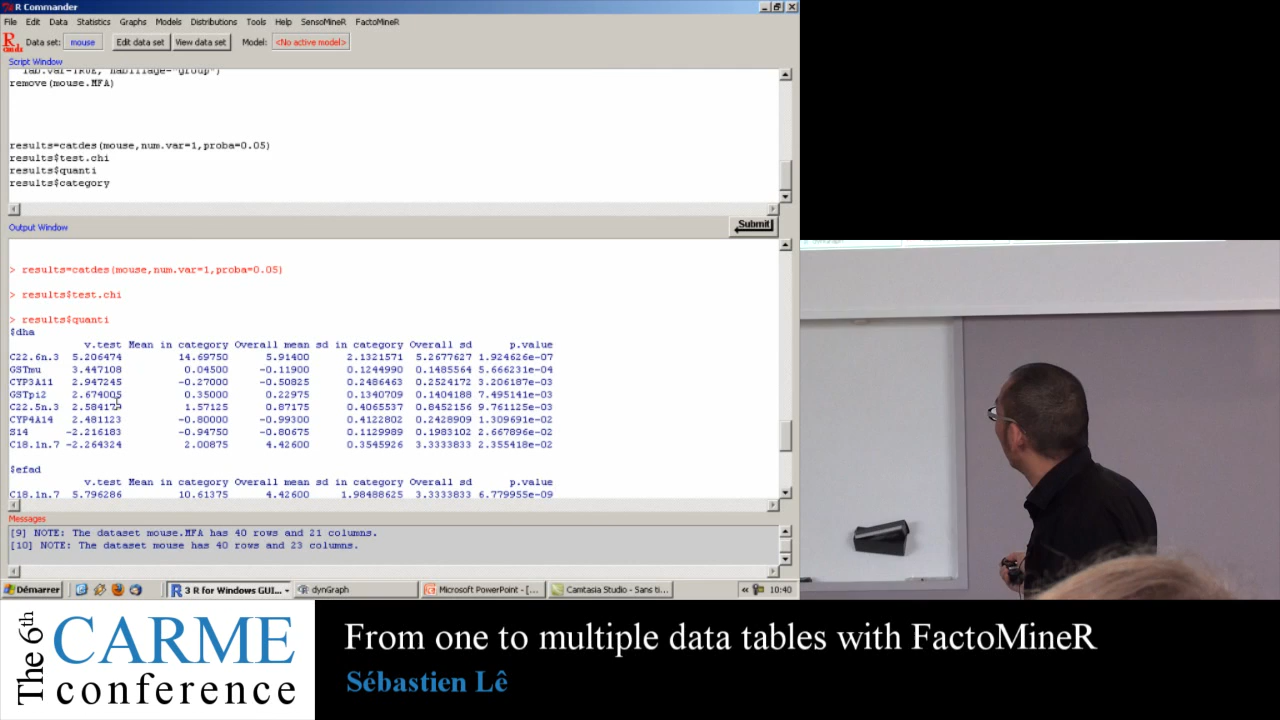 R Commander
File Edit Data Statistics Graphs Models Distributions Tools Help SensoMineR FactoMineR
R cmdr Data set: mouse Edit data set View data set Model: <No active model>
Script Window
lab.var=TRUE, habillage="group")
remove(mouse.MFA)
results=catdes(mouse,num.var=1,proba=0.05)
results$test.chi
results$quanti
results$category
Submit
Output Window
> results=catdes(mouse,num.var=1,proba=0.05)
> results$test.chi
> results$quanti
$dha
v.test Mean in category Overall mean sd in category Overall sd p.value
C22.6n.3 5.206474 14.69750 5.91400 2.1321571 5.2677627 1.924626e-07
GSTmu 3.447108 0.04500 -0.11900 0.1244990 0.1485564 5.666231e-04
CYP3A11 2.947245 -0.27000 -0.50825 0.2486463 0.2524172 3.206187e-03
GSTpi2 2.674005 0.35000 0.22975 0.1340709 0.1404188 7.495141e-03
C22.5n.3 2.584179 1.57125 0.87175 0.4065537 0.8452156 9.761125e-03
CYP4A14 2.481123 -0.80000 -0.99300 0.4122802 0.2428909 1.309691e-02
S14 -2.216183 -0.94750 -0.80675 0.1129989 0.1983102 2.667896e-02
C18.1n.7 -2.264324 2.00875 4.42600 0.3545926 3.3333833 2.355418e-02
$efad
v.test Mean in category Overall mean sd in category Overall sd p.value
C18.1n.7 5.796286 10.61375 4.42600 1.98488625 3.3333833 6.779955e-09
Messages
[9] NOTE: The dataset mouse.MFA has 40 rows and 21 columns.
[10] NOTE: The dataset mouse has 40 rows and 23 columns.
Démarrer 3 R for Windows GUI... dynGraph Microsoft PowerPoint - [... Camtasia Studio - Sans ti... « 10:40
The 6th CARME conference
From one to multiple data tables with FactoMineR
Sébastien Lê